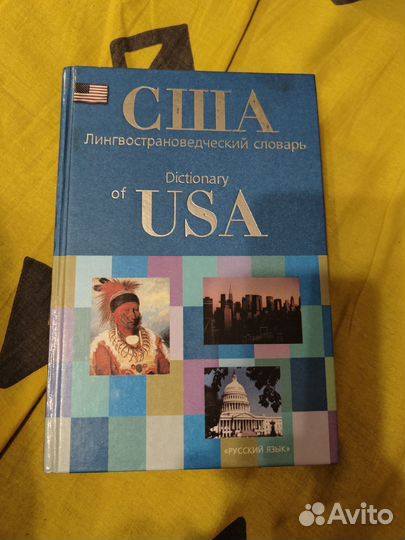 США
Лингвострановедческий словарь
Dictionary
of USA
«РУССКИЙ ЯЗЫК»
Avito